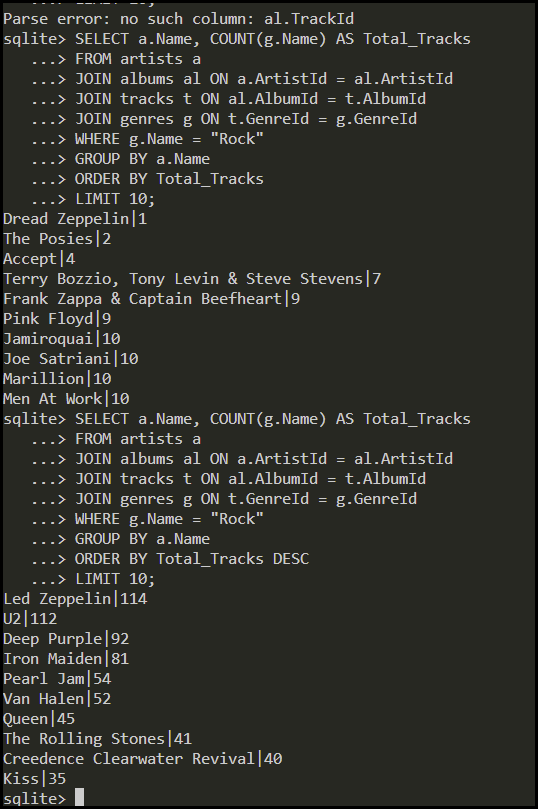 Parse error: no such column: al.TrackId
sqlite> SELECT a.Name, COUNT(g.Name) AS Total_Tracks
   ...> FROM artists a
   ...> JOIN albums al ON a.ArtistId = al.ArtistId
   ...> JOIN tracks t ON al.AlbumId = t.AlbumId
   ...> JOIN genres g ON t.GenreId = g.GenreId
   ...> WHERE g.Name = "Rock"
   ...> GROUP BY a.Name
   ...> ORDER BY Total_Tracks
   ...> LIMIT 10;
Dread Zeppelin|1
The Posies|2
Accept|4
Terry Bozzio, Tony Levin & Steve Stevens|7
Frank Zappa & Captain Beefheart|9
Pink Floyd|9
Jamiroquai|10
Joe Satriani|10
Marillion|10
Men At Work|10
sqlite> SELECT a.Name, COUNT(g.Name) AS Total_Tracks
   ...> FROM artists a
   ...> JOIN albums al ON a.ArtistId = al.ArtistId
   ...> JOIN tracks t ON al.AlbumId = t.AlbumId
   ...> JOIN genres g ON t.GenreId = g.GenreId
   ...> WHERE g.Name = "Rock"
   ...> GROUP BY a.Name
   ...> ORDER BY Total_Tracks DESC
   ...> LIMIT 10;
Led Zeppelin|114
U2|112
Deep Purple|92
Iron Maiden|81
Pearl Jam|54
Van Halen|52
Queen|45
The Rolling Stones|41
Creedence Clearwater Revival|40
Kiss|35
sqlite>